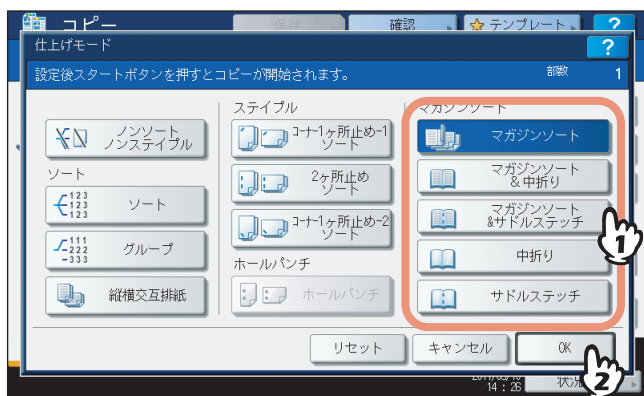 コピー
保存
確認
テンプレート
?
仕上げモード
?
設定後スタートボタンを押すとコピーが開始されます。
部数 1
ノンソート
ノンステイプル
ソート
123
123
123
ソート
111
-222
-333
グループ
縦横交互排紙
ステイプル
コーナー1ヶ所止め-1
ソート
2ヶ所止め
ソート
コーナー1ヶ所止め-2
ソート
ホールパンチ
ホールパンチ
マガジンソート
マガジンソート
マガジンソート
&中折り
マガジンソート
&サドルステッチ
中折り
サドルステッチ
1
リセット
キャンセル
OK
2
14:26
状況